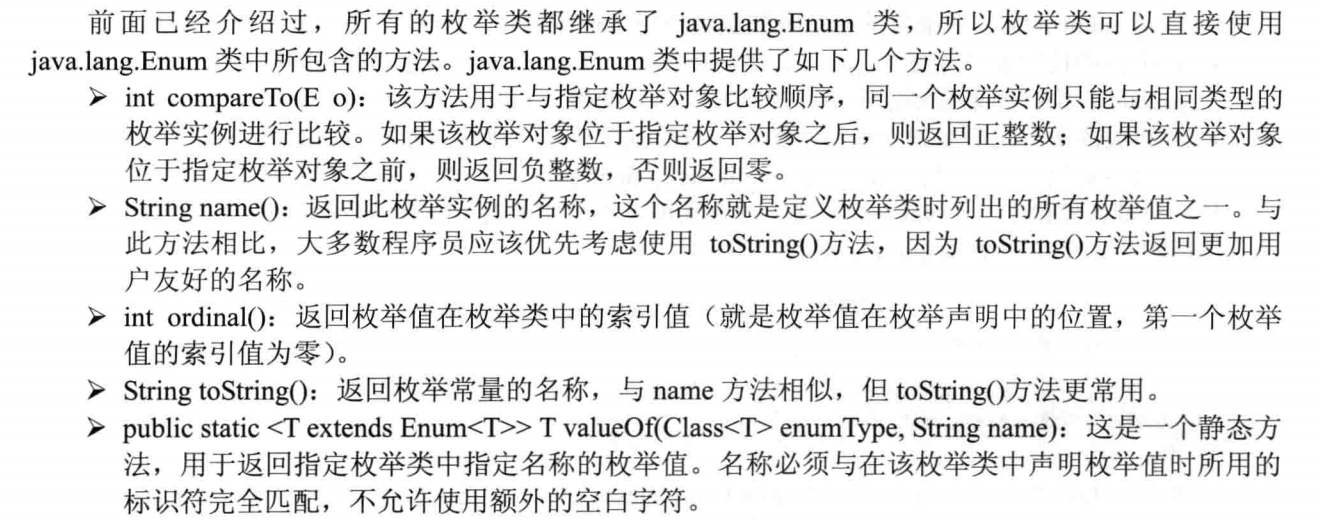 前面已经介绍过，所有的枚举类都继承了 java.lang.Enum 类，所以枚举类可以直接使用
java.lang.Enum 类中所包含的方法。java.lang.Enum 类中提供了如下几个方法。
➢ int compareTo(E o)：该方法用于与指定枚举对象比较顺序，同一个枚举实例只能与相同类型的
枚举实例进行比较。如果该枚举对象位于指定枚举对象之后，则返回正整数；如果该枚举对象
位于指定枚举对象之前，则返回负整数，否则返回零。
➢ String name()：返回此枚举实例的名称，这个名称就是定义枚举类时列出的所有枚举值之一。与
此方法相比，大多数程序员应该优先考虑使用 toString()方法，因为 toString()方法返回更加用
户友好的名称。
➢ int ordinal()：返回枚举值在枚举类中的索引值（就是枚举值在枚举声明中的位置，第一个枚举
值的索引值为零）。
➢ String toString()：返回枚举常量的名称，与 name 方法相似，但 toString()方法更常用。
➢ public static <T extends Enum<T>> T valueOf(Class<T> enumType, String name)：这是一个静态方
法，用于返回指定枚举类中指定名称的枚举值。名称必须与在该枚举类中声明枚举值时所用的
标识符完全匹配，不允许使用额外的空白字符。